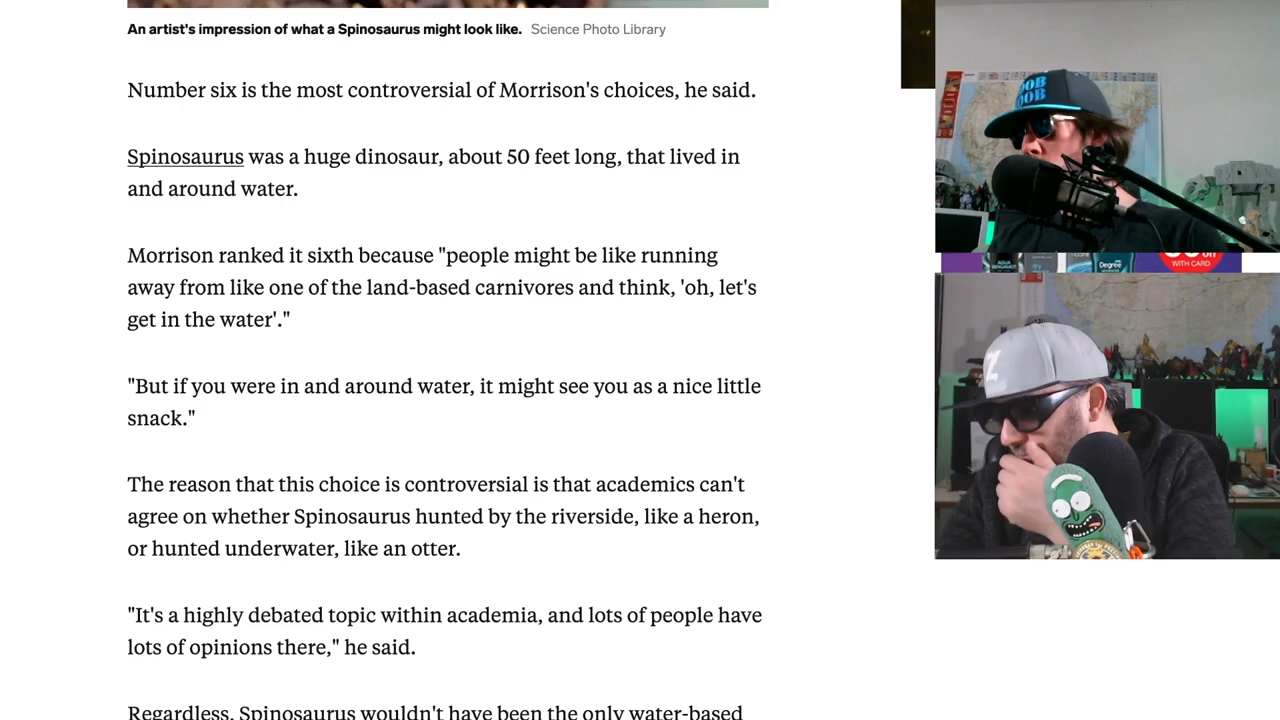 An artist's impression of what a Spinosaurus might look like. Science Photo Library
Number six is the most controversial of Morrison's choices, he said.
Spinosaurus was a huge dinosaur, about 50 feet long, that lived in
and around water.
Morrison ranked it sixth because "people might be like running
away from like one of the land-based carnivores and think, 'oh, let's
get in the water'."
"But if you were in and around water, it might see you as a nice little
snack."
The reason that this choice is controversial is that academics can't
agree on whether Spinosaurus hunted by the riverside, like a heron,
or hunted underwater, like an otter.
"It's a highly debated topic within academia, and lots of people have
lots of opinions there," he said.
Regardless, Spinosaurus wouldn't have been the only water-based
Degree
WITH CARD
Z